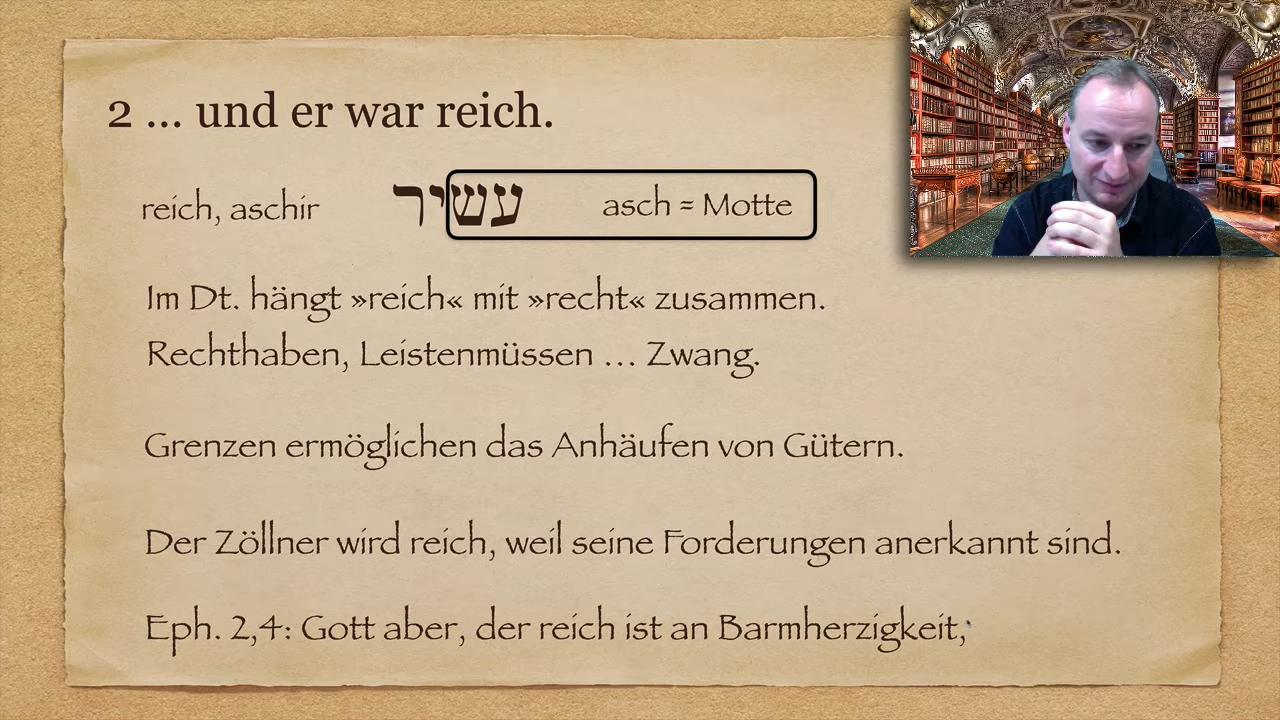 2 ... und er war reich.
reich, aschir עשיר asch = Motte
Im Dt. hängt »reich« mit »recht« zusammen.
Rechthaben, Leistenmüssen ... Zwang.
Grenzen ermöglichen das Anhäufen von Gütern.
Der Zöllner wird reich, weil seine Forderungen anerkannt sind.
Eph. 2,4: Gott aber, der reich ist an Barmherzigkeit,